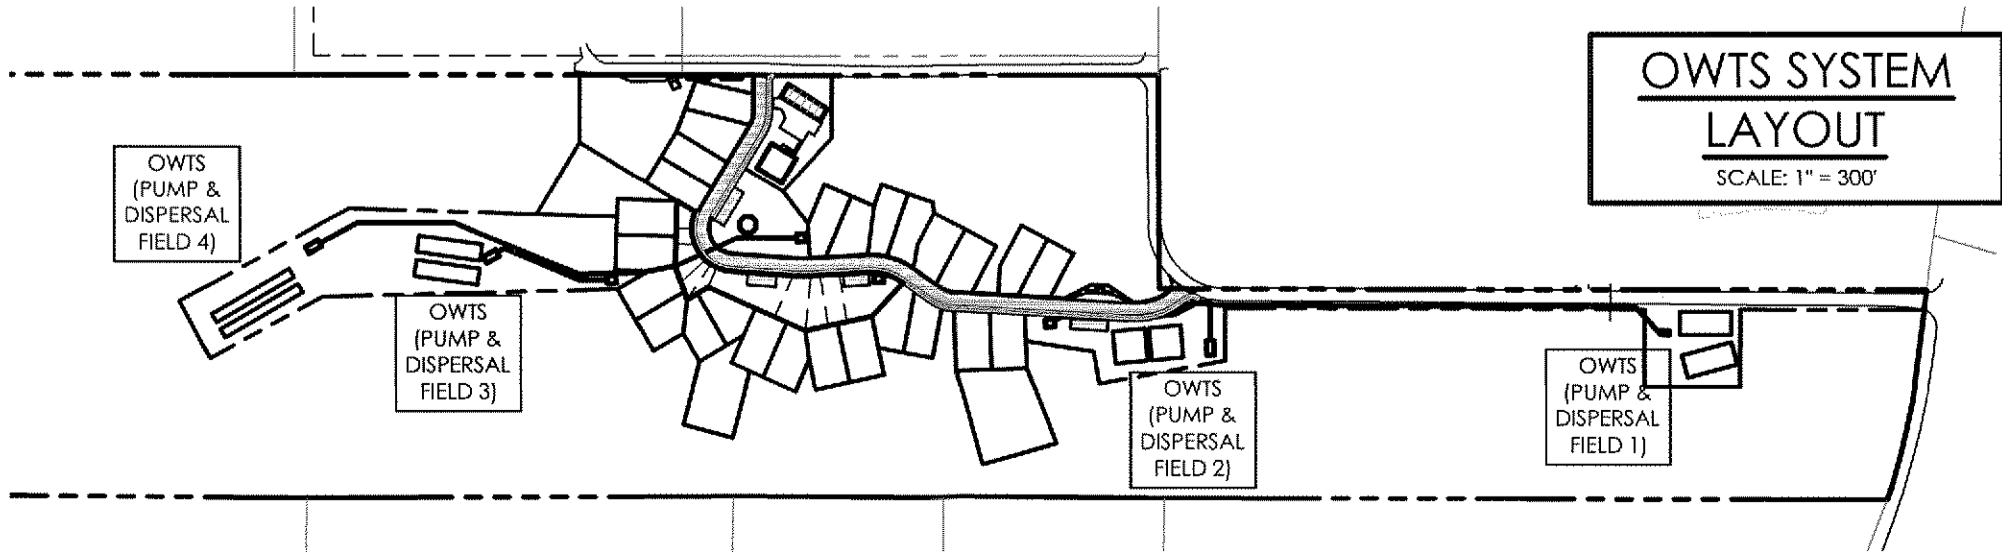 OWTS SYSTEM
LAYOUT
SCALE: 1" = 300'
OWTS
(PUMP &
DISPERSAL
FIELD 4)
OWTS
(PUMP &
DISPERSAL
FIELD 3)
OWTS
(PUMP &
DISPERSAL
FIELD 2)
OWTS
(PUMP &
DISPERSAL
FIELD 1)